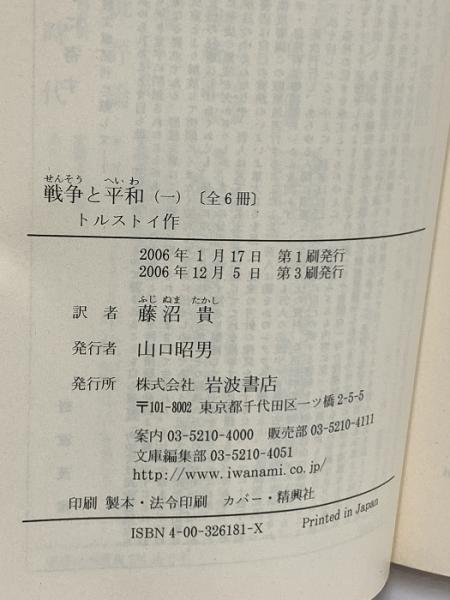 せんそう　へいわ
戦争と平和（一）〔全6冊〕
トルストイ作
2006年1月17日　第1刷発行
2006年12月5日　第3刷発行
ふじ ぬま たかし
訳者　藤沼 貴
発行者　山口昭男
発行所　株式会社 岩波書店
〒101-8002 東京都千代田区一ツ橋2-5-5
案内 03-5210-4000　販売部 03-5210-4111
文庫編集部 03-5210-4051
http://www.iwanami.co.jp/
印刷 製本・法令印刷　カバー・精興社
ISBN 4-00-326181-X　Printed in Japan